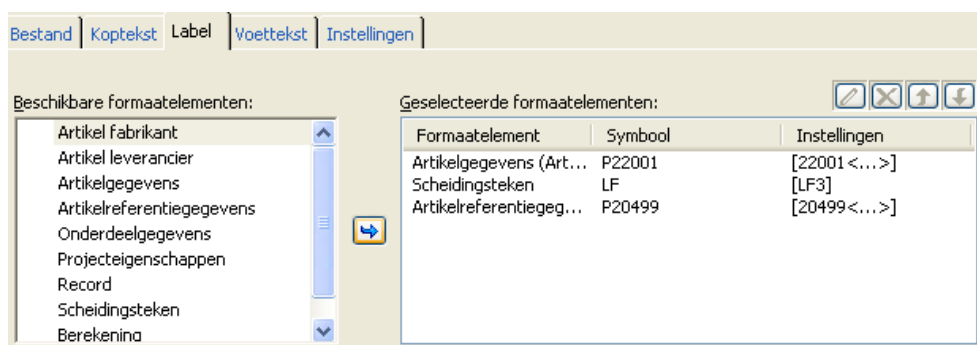 Bestand Koptekst Label Voettekst Instellingen
Beschikbare formaatelementen:
Artikel fabrikant
Artikel leverancier
Artikelgegevens
Artikelreferentiegegevens
Onderdeelgegevens
Projecteigenschappen
Record
Scheidingsteken
Berekening
Geselecteerde formaatelementen:
Formaatelement Symbool Instellingen
Artikelgegevens (Art... P22001 [22001<...>]
Scheidingsteken LF [LF3]
Artikelreferentiegeg... P20499 [20499<...>]